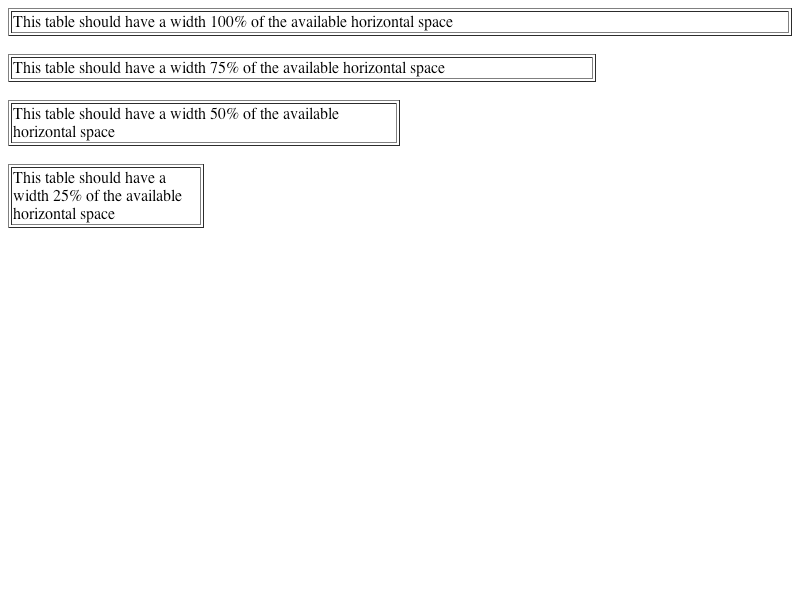 This table should have a width 100% of the available horizontal space
This table should have a width 75% of the available horizontal space
This table should have a width 50% of the available
horizontal space
This table should have a
width 25% of the available
horizontal space